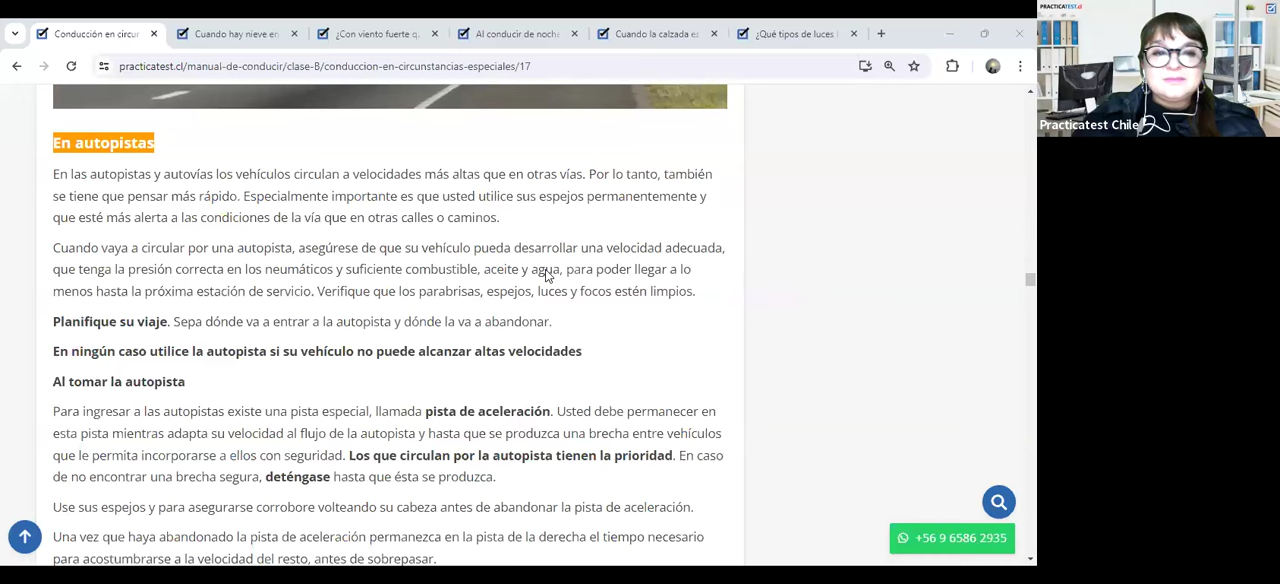 Conducción en circur
Cuando hay nieve en
¿Con viento fuerte q
Al conducir de noche
Cuando la calzada es
¿Qué tipos de luces
practicatest.cl/manual-de-conducir/clase-B/conduccion-en-circunstancias-especiales/17
PRACTICATEST.cl
Practicatest Chile
En autopistas
En las autopistas y autovías los vehículos circulan a velocidades más altas que en otras vías. Por lo tanto, también
se tiene que pensar más rápido. Especialmente importante es que usted utilice sus espejos permanentemente y
que esté más alerta a las condiciones de la vía que en otras calles o caminos.
Cuando vaya a circular por una autopista, asegúrese de que su vehículo pueda desarrollar una velocidad adecuada,
que tenga la presión correcta en los neumáticos y suficiente combustible, aceite y agua, para poder llegar a lo
menos hasta la próxima estación de servicio. Verifique que los parabrisas, espejos, luces y focos estén limpios.
Planifique su viaje. Sepa dónde va a entrar a la autopista y dónde la va a abandonar.
En ningún caso utilice la autopista si su vehículo no puede alcanzar altas velocidades
Al tomar la autopista
Para ingresar a las autopistas existe una pista especial, llamada pista de aceleración. Usted debe permanecer en
esta pista mientras adapta su velocidad al flujo de la autopista y hasta que se produzca una brecha entre vehículos
que le permita incorporarse a ellos con seguridad. Los que circulan por la autopista tienen la prioridad. En caso
de no encontrar una brecha segura, deténgase hasta que ésta se produzca.
Use sus espejos y para asegurarse corrobore volteando su cabeza antes de abandonar la pista de aceleración.
Una vez que haya abandonado la pista de aceleración permanezca en la pista de la derecha el tiempo necesario
para acostumbrarse a la velocidad del resto, antes de sobrepasar.
+56 9 6586 2935